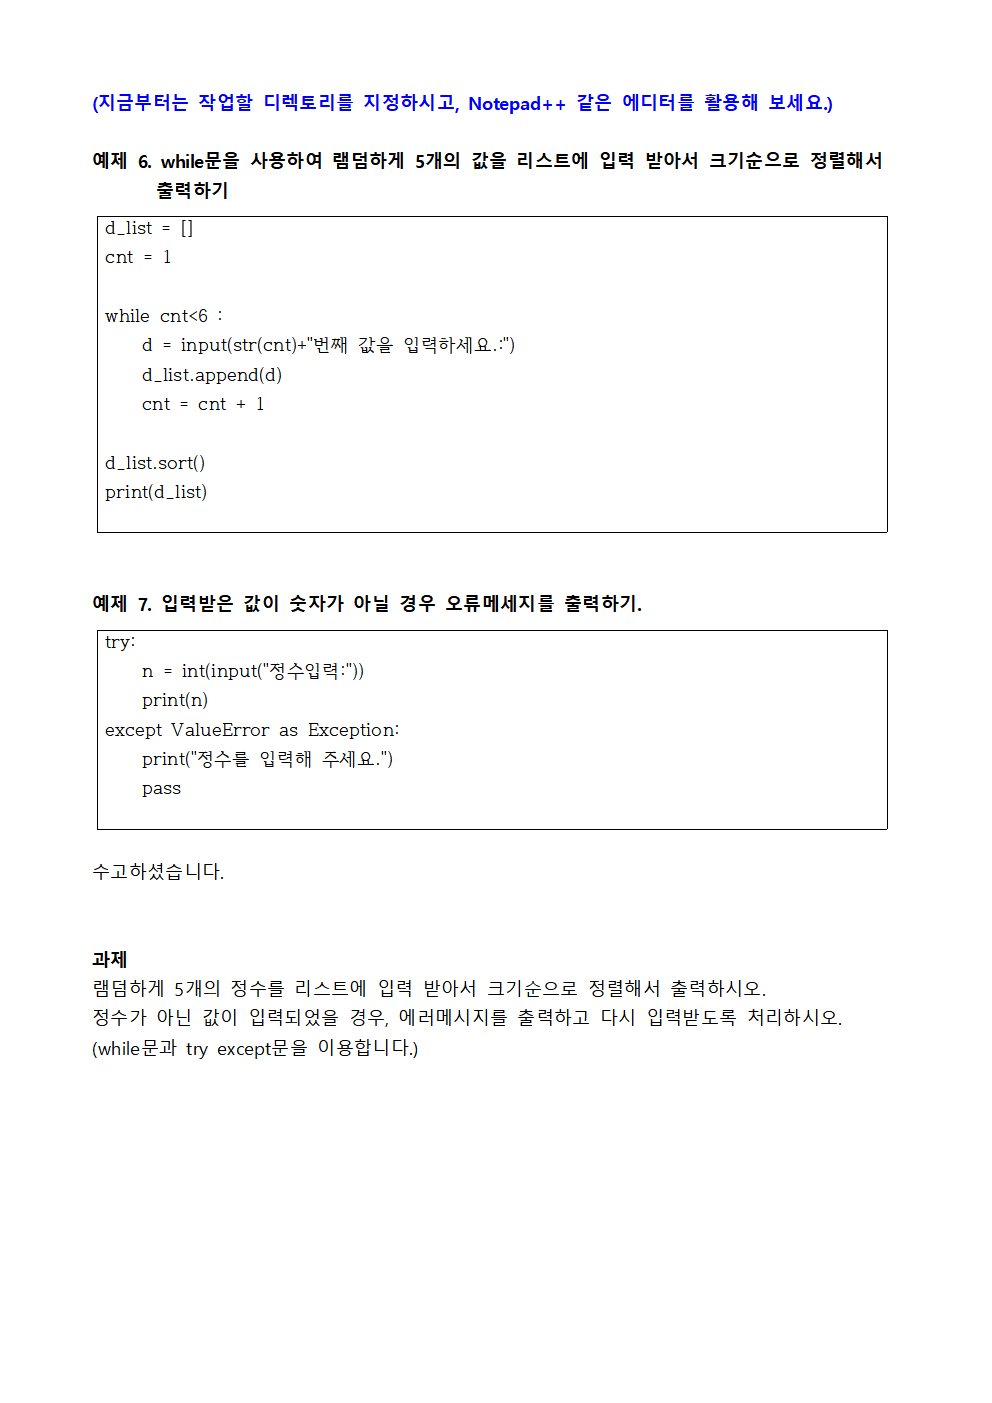 (지금부터는 작업할 디렉토리를 지정하시고, Notepad++ 같은 에디터를 활용해 보세요.)
예제 6. while문을 사용하여 램덤하게 5개의 값을 리스트에 입력 받아서 크기순으로 정렬해서
출력하기
d_list = []
cnt = 1
while cnt<6 :
d = input(str(cnt)+"번째 값을 입력하세요.:")
d_list.append(d)
cnt = cnt + 1
d_list.sort()
print(d_list)
예제 7. 입력받은 값이 숫자가 아닐 경우 오류메세지를 출력하기.
try:
n = int(input("정수입력:"))
print(n)
except ValueError as Exception:
print("정수를 입력해 주세요.")
pass
수고하셨습니다.
과제
램덤하게 5개의 정수를 리스트에 입력 받아서 크기순으로 정렬해서 출력하시오.
정수가 아닌 값이 입력되었을 경우, 에러메시지를 출력하고 다시 입력받도록 처리하시오.
(while문과 try except문을 이용합니다.)